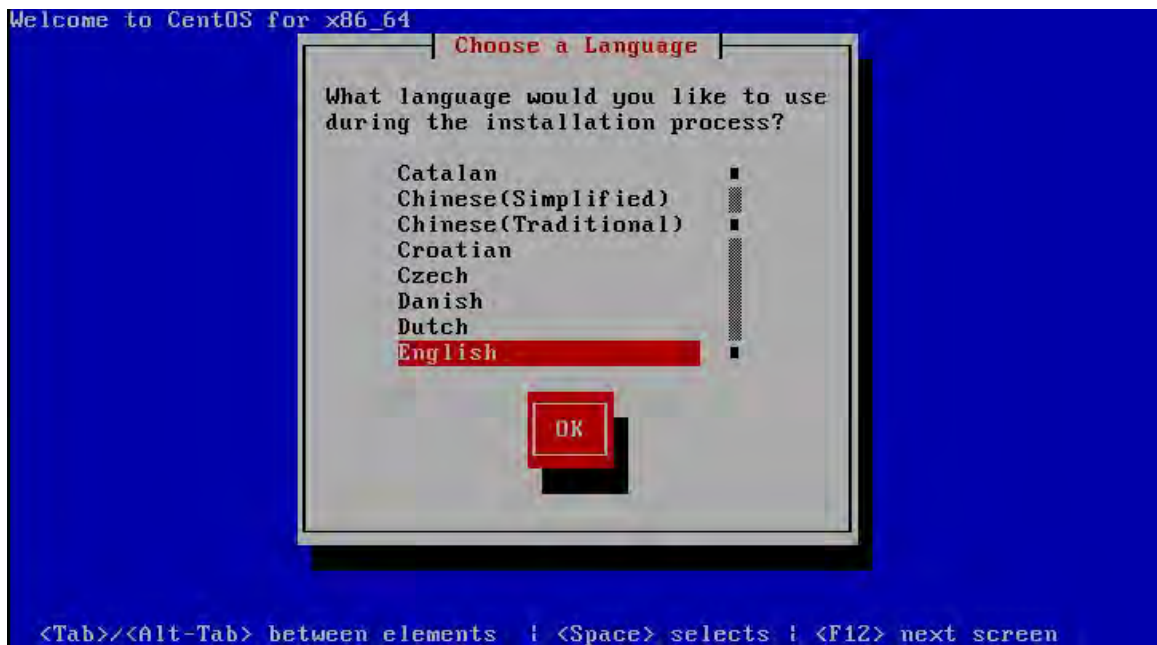 Welcome to CentOS for x86_64
Choose a Language
What language would you like to use
during the installation process?
Catalan
Chinese(Simplified)
Chinese(Traditional)
Croatian
Czech
Danish
Dutch
English
OK
<Tab>/<Alt-Tab> between elements | <Space> selects | <F12> next screen